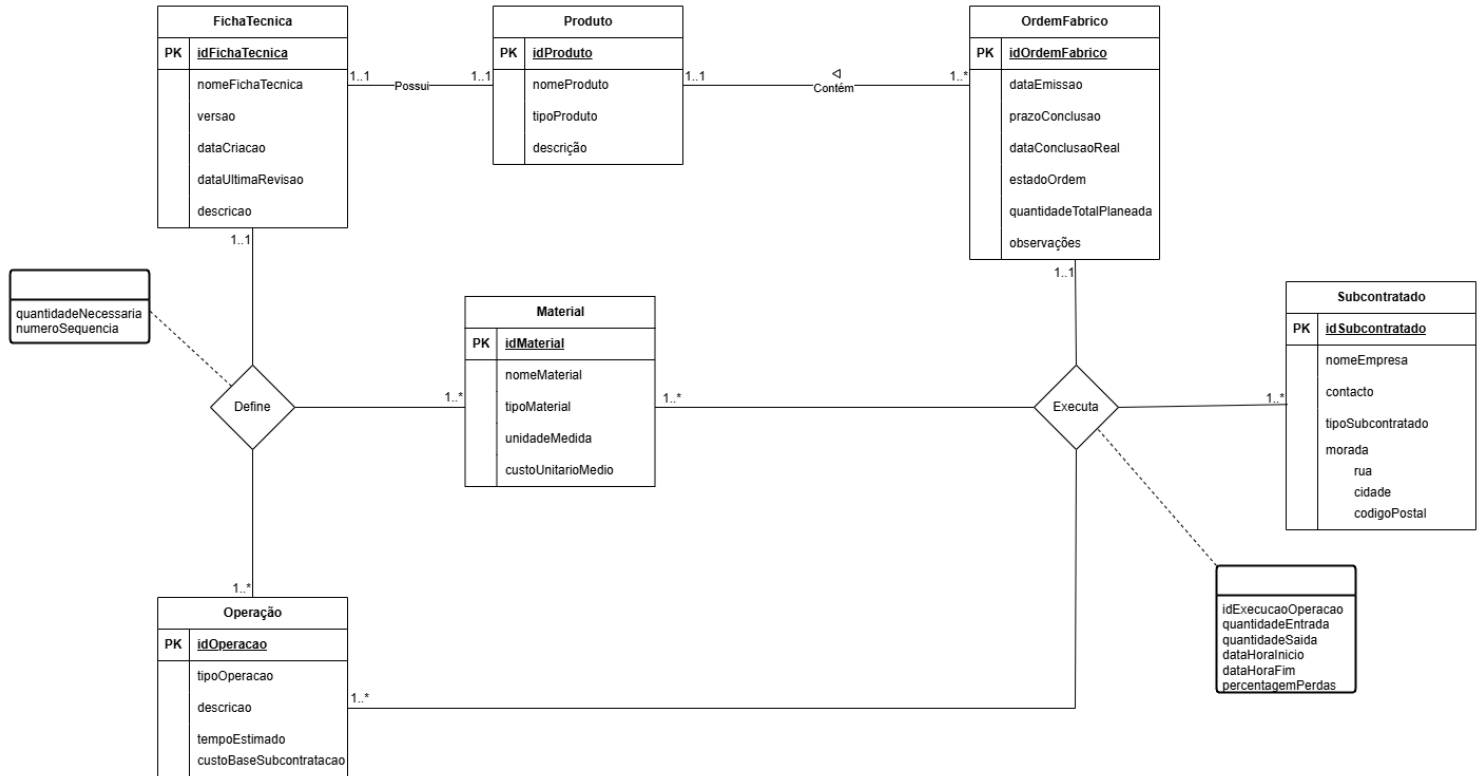 FichaTecnica
PK idFichaTecnica
nomeFichaTecnica
versao
dataCriacao
dataUltimaRevisao
descricao
1..1
Possui
1..1
Produto
PK idProduto
nomeProduto
tipoProduto
descrição
1..1
Contém
1..*
OrdemFabrico
PK idOrdemFabrico
dataEmissao
prazoConclusao
dataConclusaoReal
estadoOrdem
quantidadeTotalPlaneada
observações
1..1
1..1
quantidadeNecessaria
numeroSequencia
Define
1..*
Material
PK idMaterial
nomeMaterial
tipoMaterial
unidadeMedida
custoUnitarioMedio
1..*
Executa
1..*
Subcontratado
PK idSubcontratado
nomeEmpresa
contacto
tipoSubcontratado
morada
rua
cidade
codigoPostal
idExecucaoOperacao
quantidadeEntrada
quantidadeSaida
dataHoraInicio
dataHoraFim
percentagemPerdas
1..*
Operação
PK idOperacao
tipoOperacao
descricao
tempoEstimado
custoBaseSubcontratacao
1..*